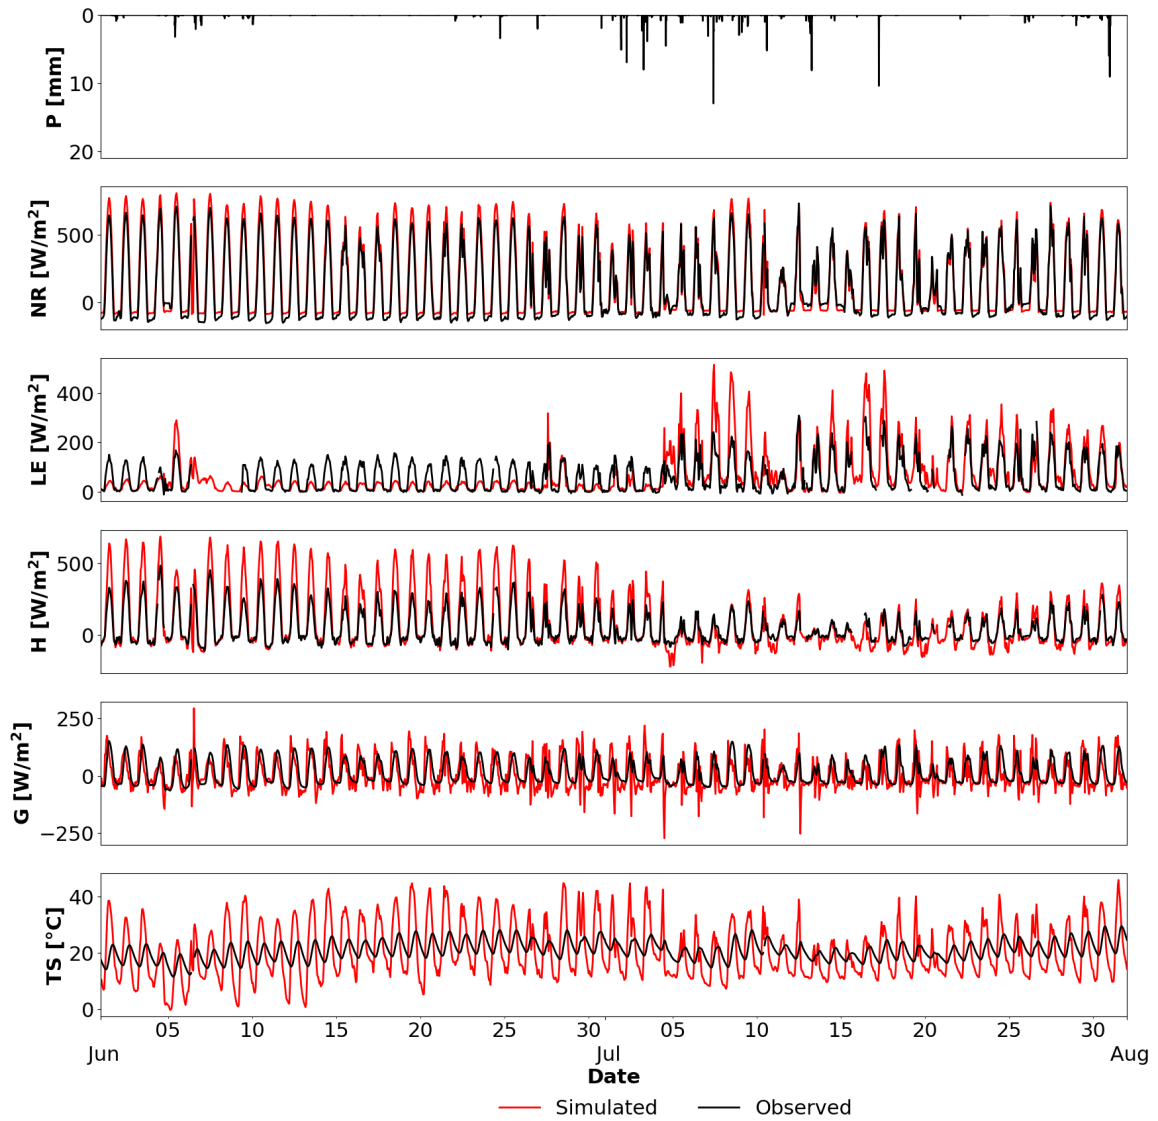 0
10
20
P [mm]
500
0
NR [W/m²]
400
200
0
LE [W/m²]
500
0
H [W/m²]
250
0
−250
G [W/m²]
40
20
0
TS [°C]
05 10 15 20 25 30 05 10 15 20 25 30
Jun Jul Aug
Date
Simulated Observed